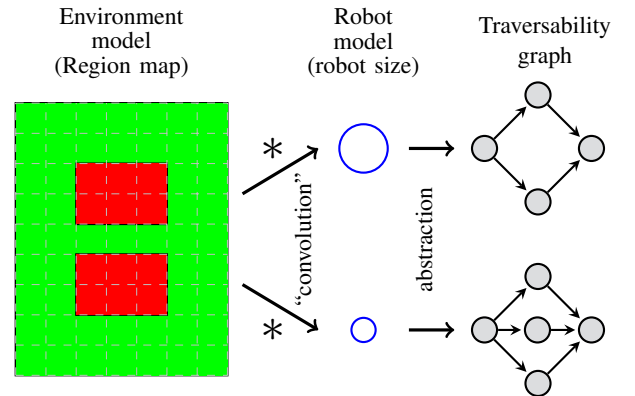 Environment
model
(Region map)
Robot
model
(robot size)
Traversability
graph
*
“convolution”
abstraction
*